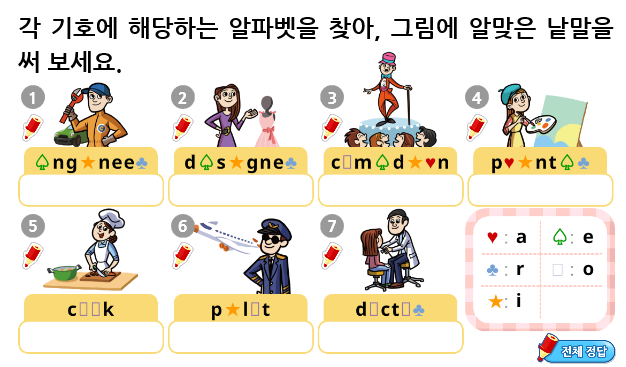 각 기호에 해당하는 알파벳을 찾아, 그림에 알맞은 낱말을
써 보세요.
1 2 3 4
♤ng★nee♣ d♤s★gne♣ c□m♤d★♥n p♥★nt♤♣
5 6 7
♥ : a ♤ : e
♣ : r □ : o
★ : i
c□□k p★l□t d□ct□♣
전체 정답